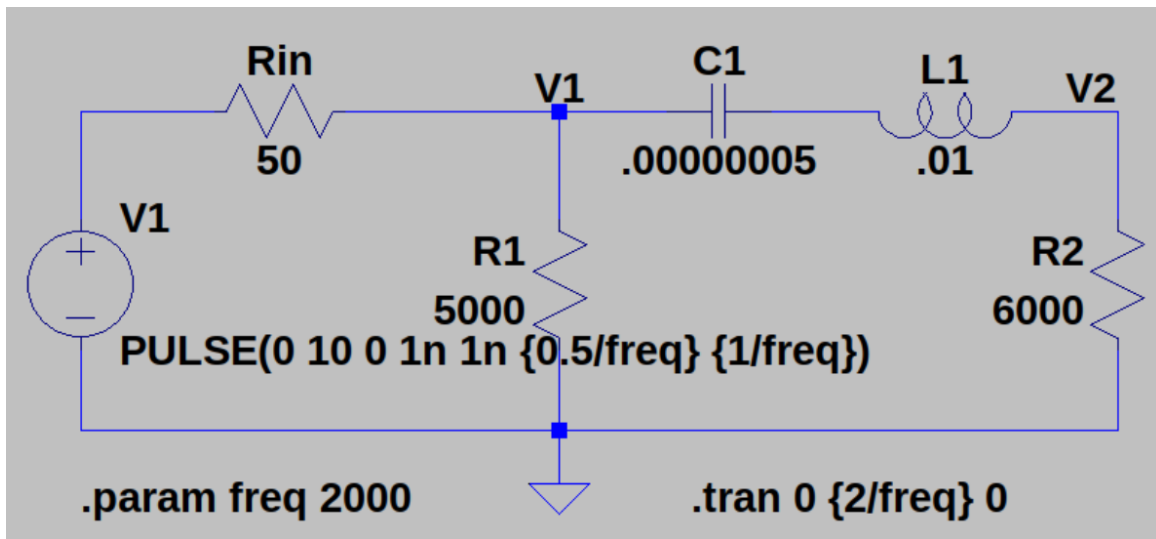 Rin
C1
L1
V1
V2
50
.00000005
.01
V1
R1
R2
5000
6000
PULSE(0 10 0 1n 1n {0.5/freq} {1/freq})
.param freq 2000
.tran 0 {2/freq} 0